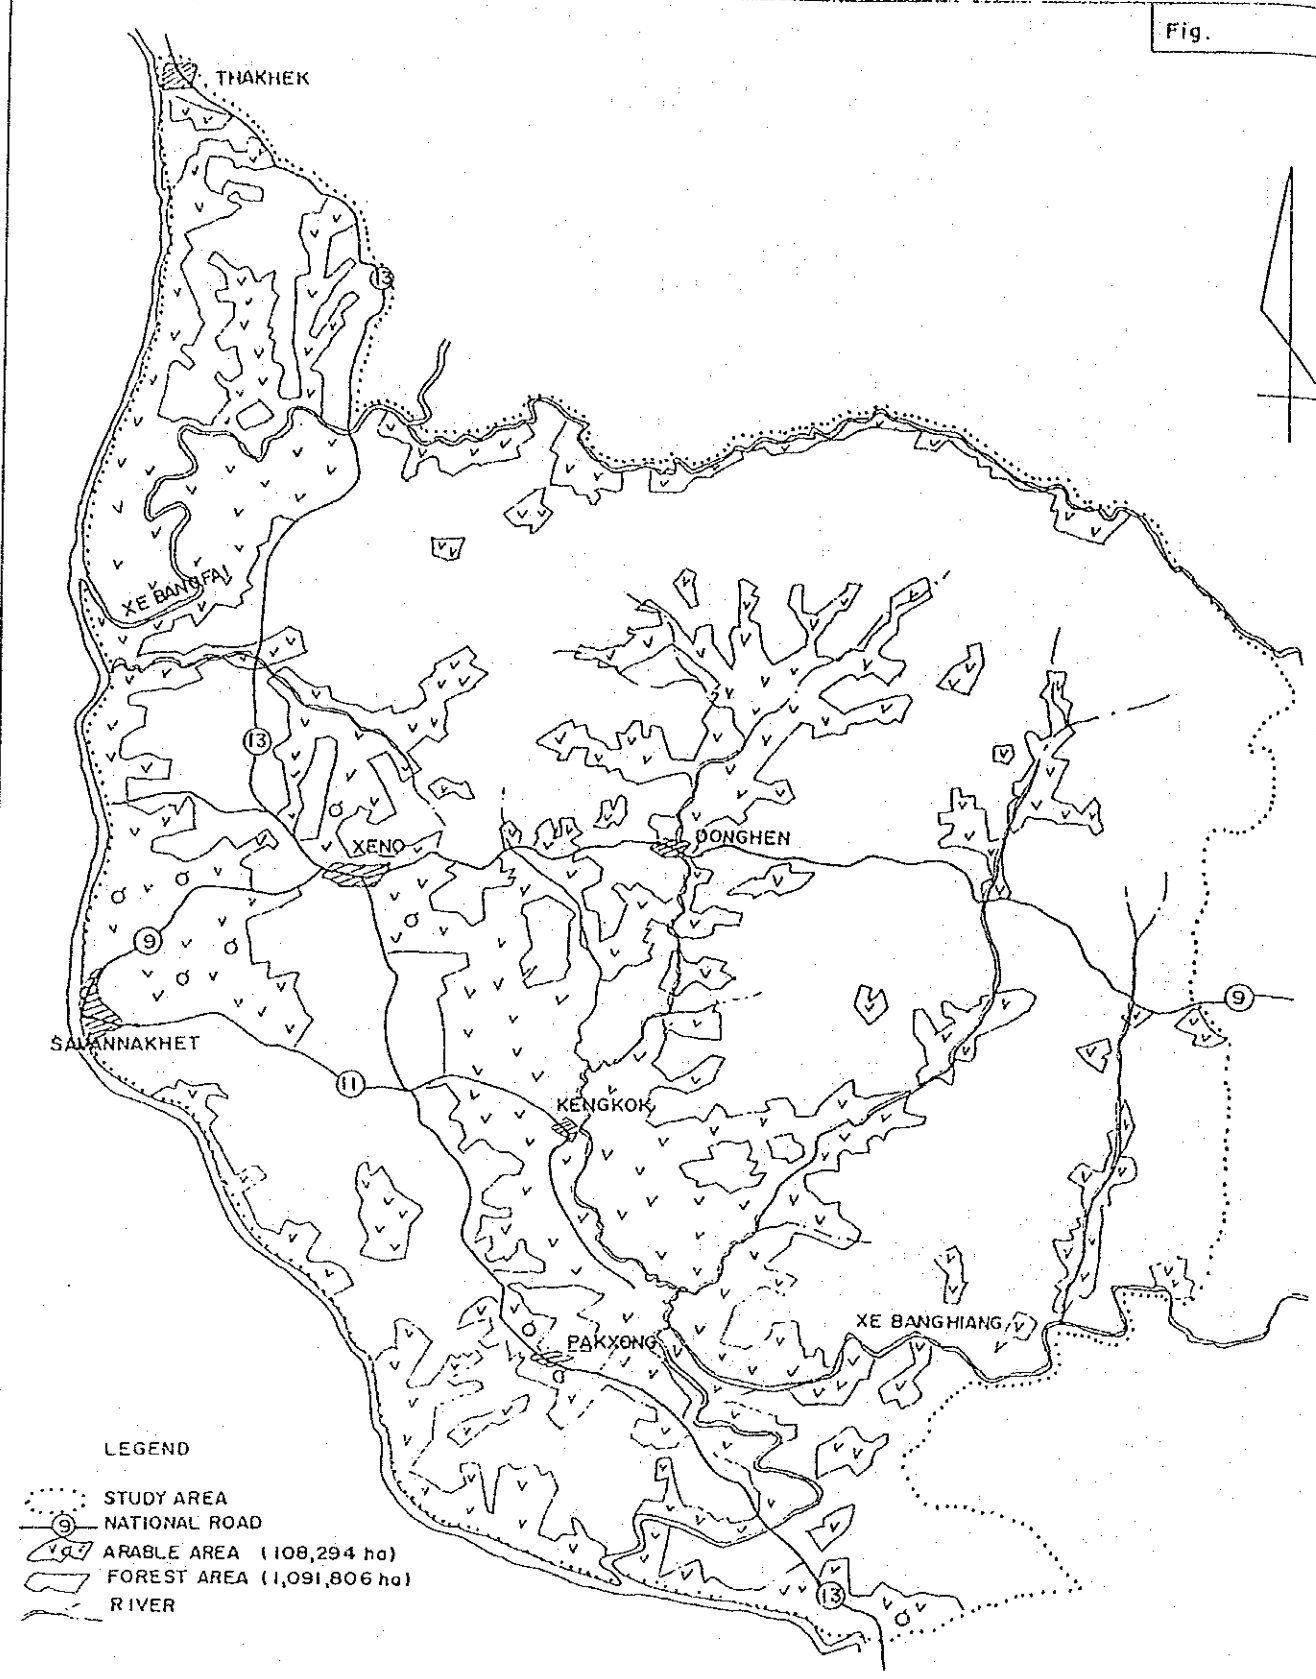 Fig.
THAKHEK
13
XE BANGFAI
13
XENO
DONGHEN
9
9
SAVANNAKHET
11
KENGKOK
XE BANGHIANG
PAKXONG
13
LEGEND
STUDY AREA
9 NATIONAL ROAD
ARABLE AREA (108,294 ha)
FOREST AREA (1,091,806 ha)
RIVER